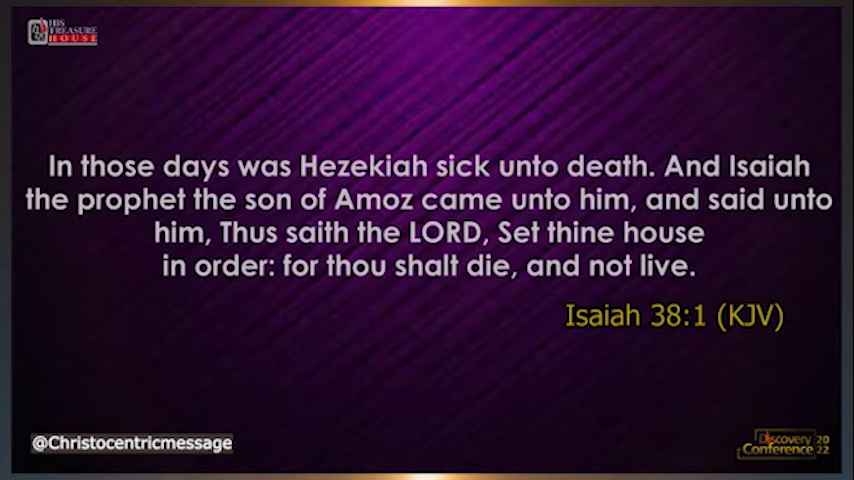 HIS
TREASURE
HOUSE
In those days was Hezekiah sick unto death. And Isaiah
the prophet the son of Amoz came unto him, and said unto
him, Thus saith the LORD, Set thine house
in order: for thou shalt die, and not live.
Isaiah 38:1 (KJV)
@Christocentricmessage
Discovery 20
Conference 22